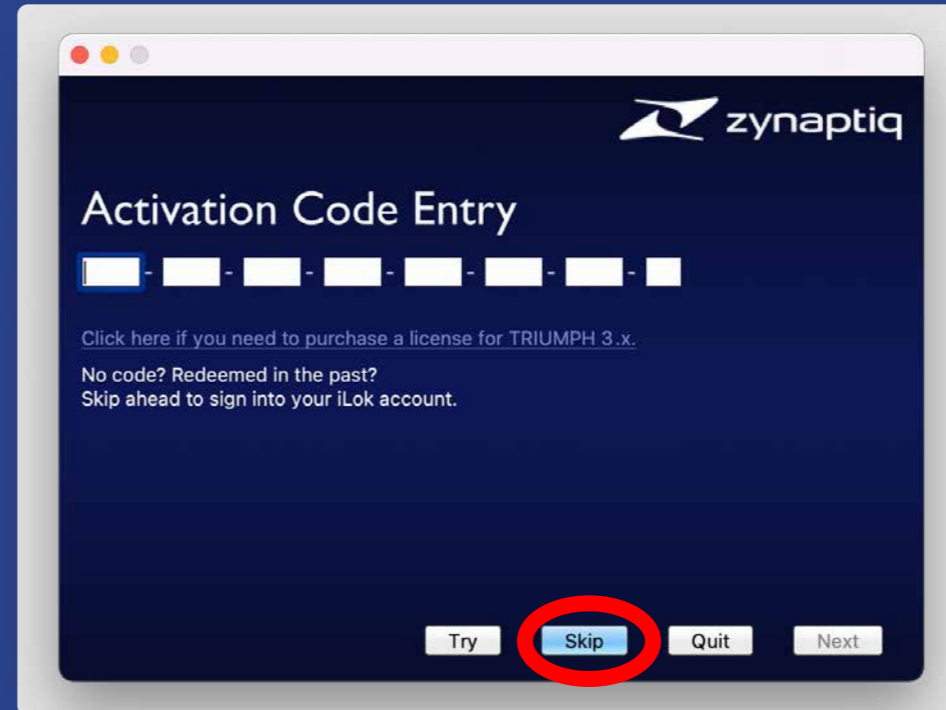 zynaptiq
Activation Code Entry
- - - - - - -
Click here if you need to purchase a license for TRIUMPH 3.x.
No code? Redeemed in the past?
Skip ahead to sign into your iLok account.
Try Skip Quit Next